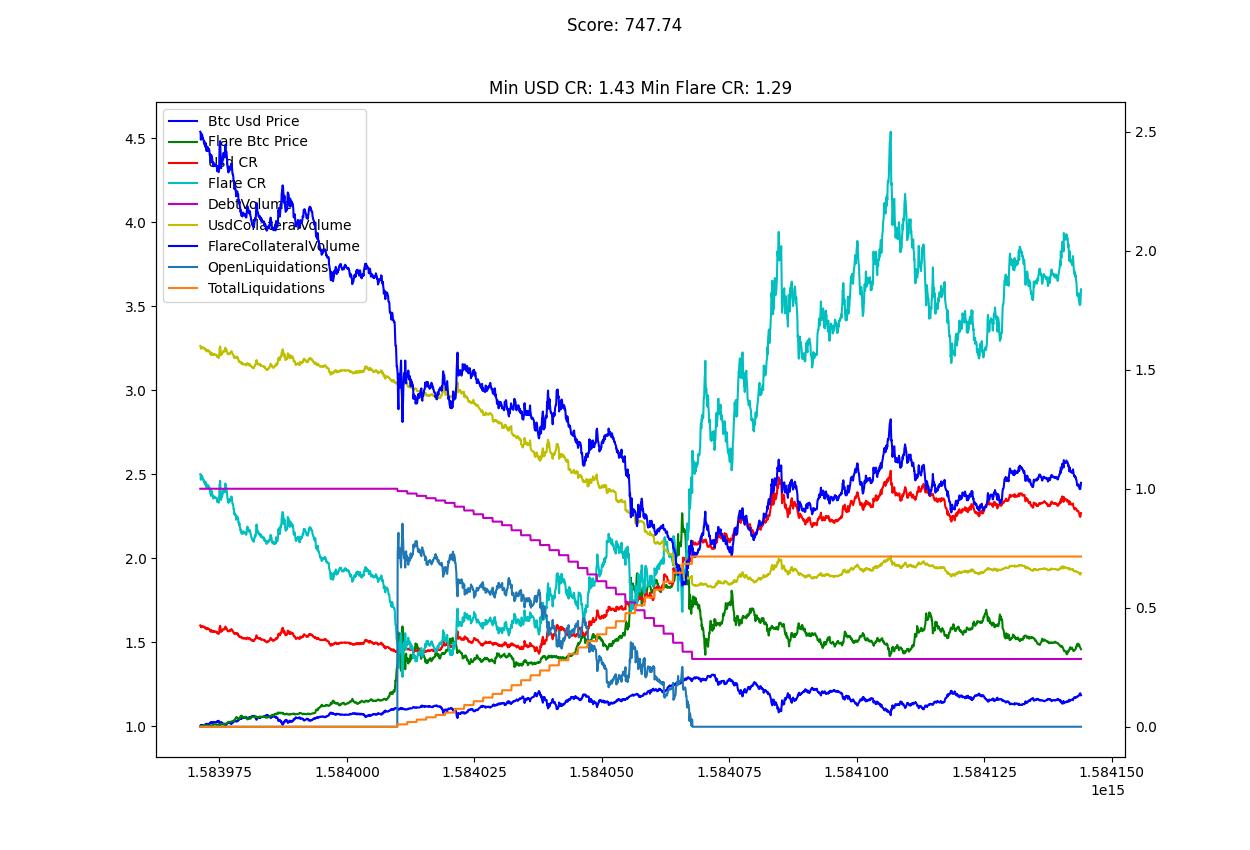 Score: 747.74
Min USD CR: 1.43 Min Flare CR: 1.29
Btc Usd Price
Flare Btc Price
Usd CR
Flare CR
DebtVolume
UsdCollateralVolume
FlareCollateralVolume
OpenLiquidations
TotalLiquidations
4.5
4.0
3.5
3.0
2.5
2.0
1.5
1.0
2.5
2.0
1.5
1.0
0.5
0.0
1.583975 1.584000 1.584025 1.584050 1.584075 1.584100 1.584125 1.584150
1e15